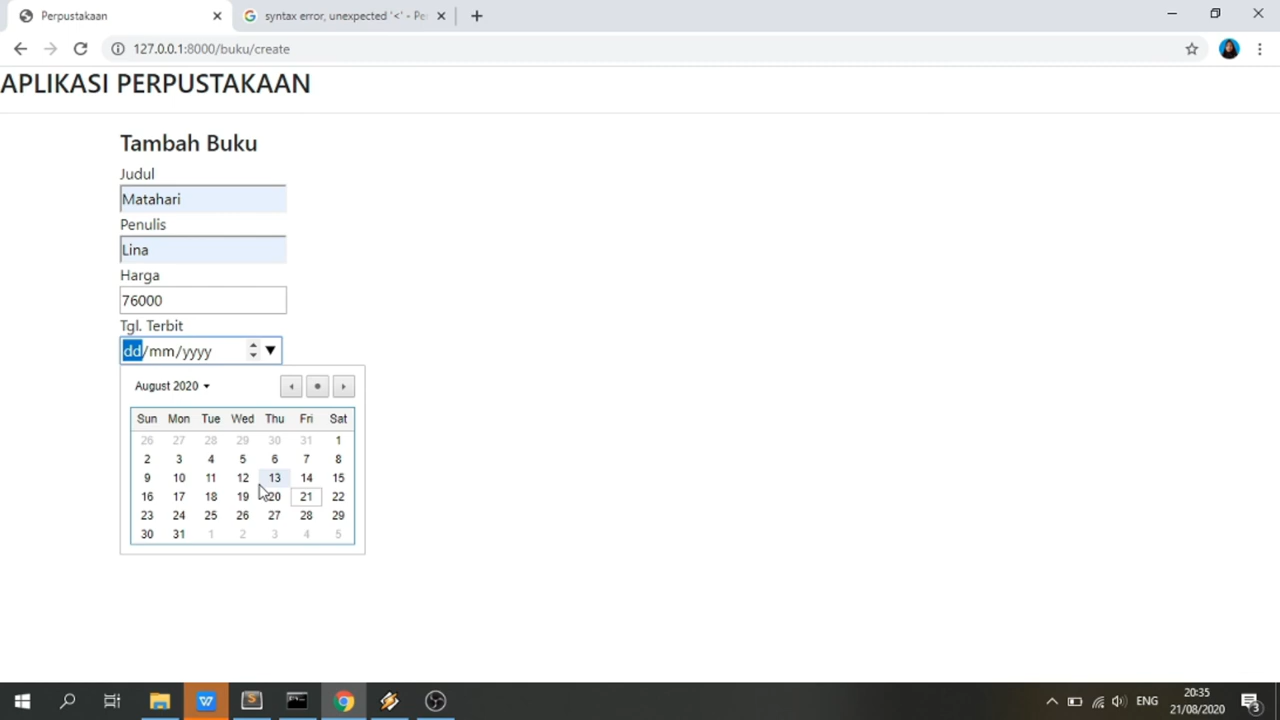 Perpustakaan
syntax error, unexpected '<' - Pe
127.0.0.1:8000/buku/create
APLIKASI PERPUSTAKAAN
Tambah Buku
Judul
Matahari
Penulis
Lina
Harga
76000
Tgl. Terbit
dd/mm/yyyy
August 2020
Sun Mon Tue Wed Thu Fri Sat
26 27 28 29 30 31 1
2 3 4 5 6 7 8
9 10 11 12 13 14 15
16 17 18 19 20 21 22
23 24 25 26 27 28 29
30 31 1 2 3 4 5
ENG
20:35
21/08/2020
3